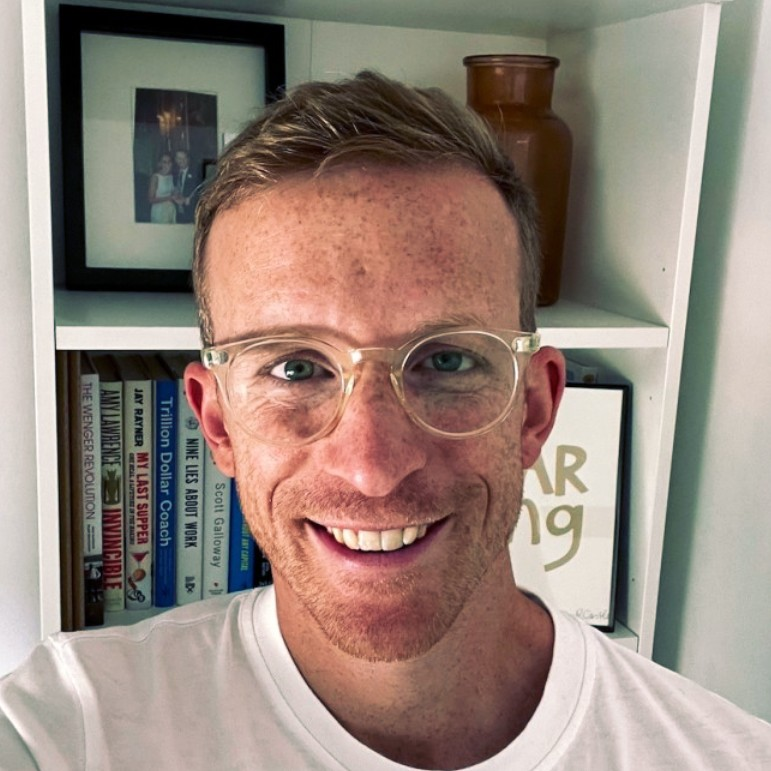 THE WENGER REVOLUTION
AMY LAWRENCE INVINCIBLE
JAY RAYNER MY LAST SUPPER
Trillion Dollar Coach
NINE LIES ABOUT WORK
Scott Galloway
AR
ng